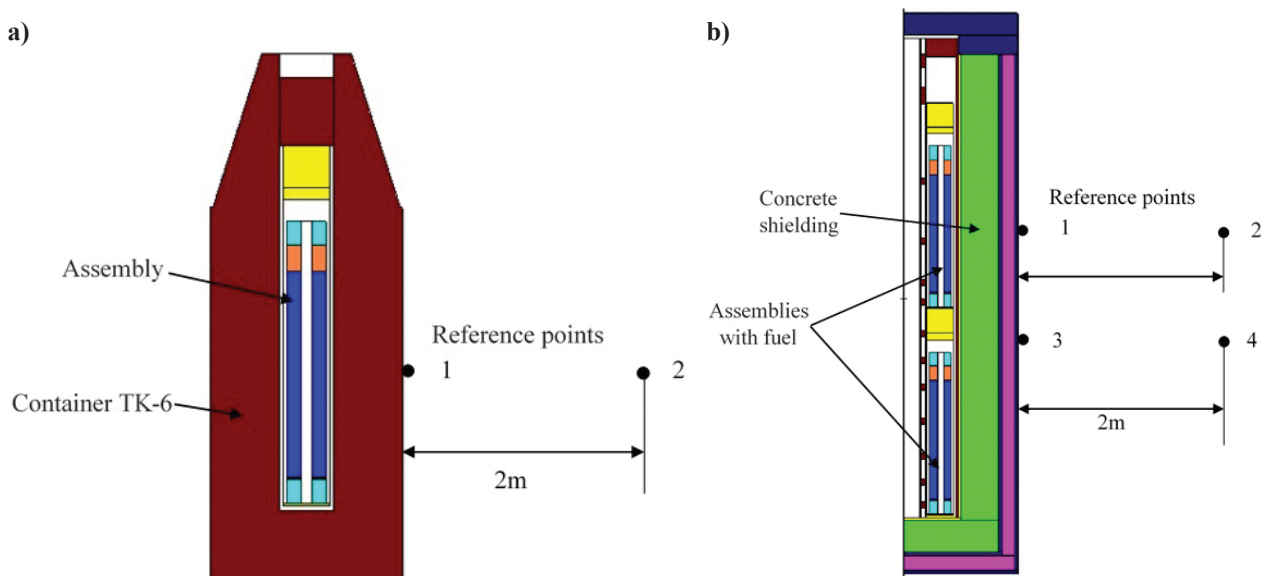 a)
Assembly
Reference points
1
2
Container TK-6
2m
b)
Concrete
shielding
Reference points
1
2
Assemblies
with fuel
3
4
2m